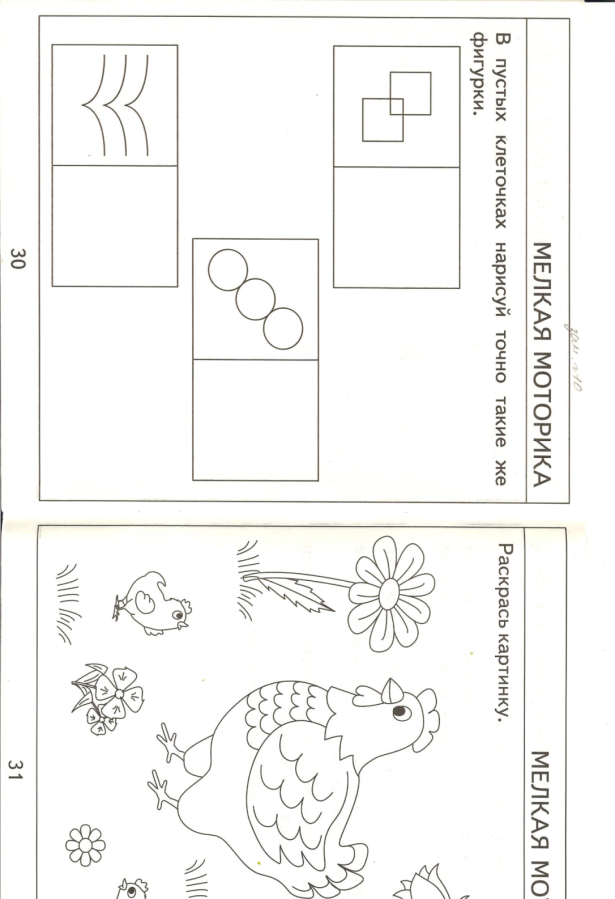 МЕЛКАЯ МОТОРИКА
В пустых клеточках нарисуй точно такие же
фигурки.
30
МЕЛКАЯ МО
Раскрась картинку.
31